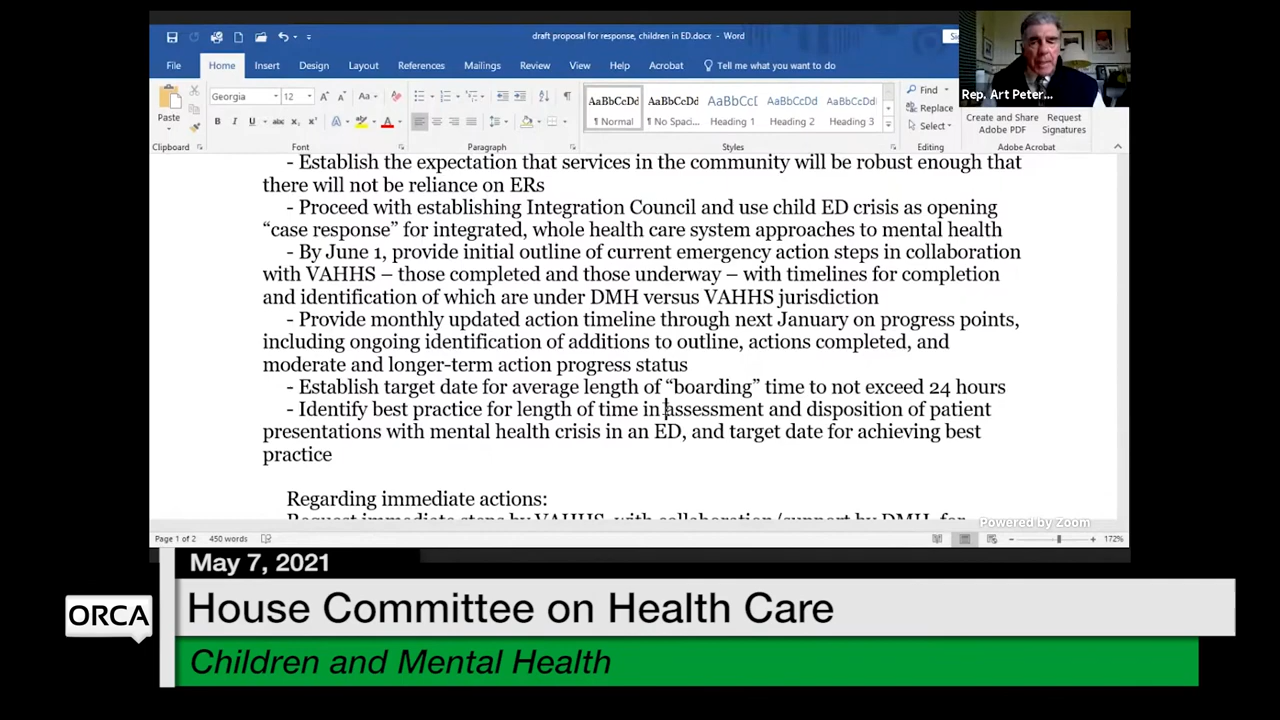 draft proposal for response, children in ED.docx - Word
File Home Insert Design Layout References Mailings Review View Help Acrobat Tell me what you want to do
Rep. Art Peter...
Paste
Georgia 12
AaBbCcDd AaBbCcDd AaBbCcD AaBbCcDd AaBbCcDd
¶ Normal ¶ No Spaci... Heading 1 Heading 2 Heading 3
Find
Replace
Select
Create and Share Adobe PDF
Request Signatures
Clipboard Font Paragraph Styles Editing Adobe Acrobat
- Establish the expectation that services in the community will be robust enough that
there will not be reliance on ERs
- Proceed with establishing Integration Council and use child ED crisis as opening
“case response” for integrated, whole health care system approaches to mental health
- By June 1, provide initial outline of current emergency action steps in collaboration
with VAHHS – those completed and those underway – with timelines for completion
and identification of which are under DMH versus VAHHS jurisdiction
- Provide monthly updated action timeline through next January on progress points,
including ongoing identification of additions to outline, actions completed, and
moderate and longer-term action progress status
- Establish target date for average length of “boarding” time to not exceed 24 hours
- Identify best practice for length of time in assessment and disposition of patient
presentations with mental health crisis in an ED, and target date for achieving best
practice
Regarding immediate actions:
Request immediate steps by VAHHS, with collaboration/support by DMH, for
Powered by Zoom
Page 1 of 2 450 words 172%
May 7, 2021
ORCA
House Committee on Health Care
Children and Mental Health